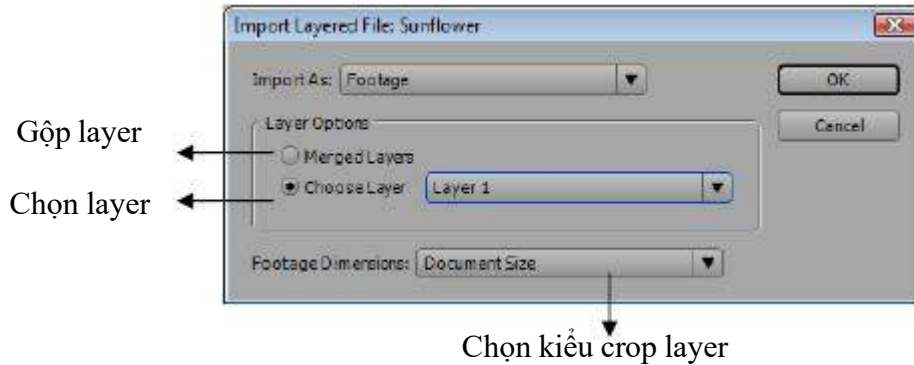 Import Layered File: Sunflower
Import As: Footage
OK
Cancel
Layer Options
Gộp layer
Merged Layers
Chọn layer
Choose Layer Layer 1
Footage Dimensions: Document Size
Chọn kiểu crop layer